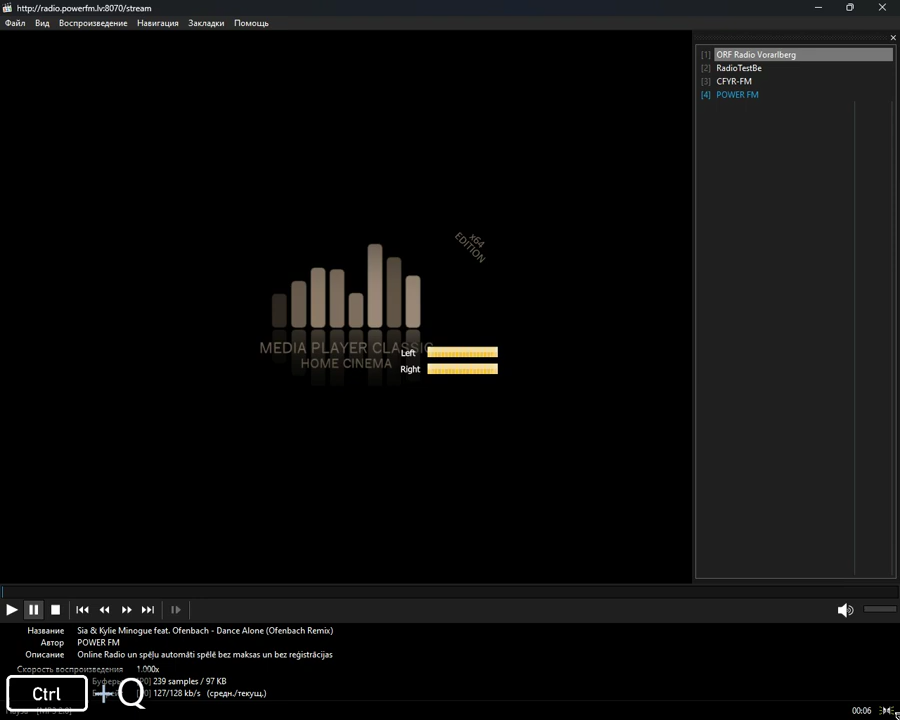 http://radio.powerfm.lv:8070/stream
Файл Вид Воспроизведение Навигация Закладки Помощь
[1] ORF Radio Vorarlberg
[2] RadioTestBe
[3] CFYR-FM
[4] POWER FM
x64
EDITION
MEDIA PLAYER CLASSIC
HOME CINEMA
Left
Right
Название Sia & Kylie Minogue feat. Ofenbach - Dance Alone (Ofenbach Remix)
Автор POWER FM
Описание Online Radio un spēļu automāti spēlē bez maksas un bez reģistrācijas
Скорость воспроизведения 1.000x
239 samples / 97 KB
127/128 kb/s (средн./текущ.)
Ctrl +Q
00:06